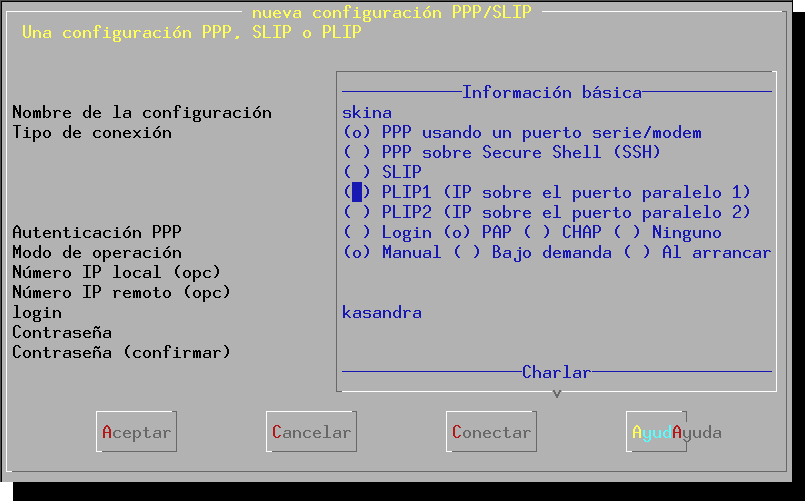 nueva configuración PPP/SLIP
Una configuración PPP, SLIP o PLIP
Información básica
Nombre de la configuración skina
Tipo de conexión (o) PPP usando un puerto serie/modem
( ) PPP sobre Secure Shell (SSH)
( ) SLIP
( ) PLIP1 (IP sobre el puerto paralelo 1)
( ) PLIP2 (IP sobre el puerto paralelo 2)
Autenticación PPP ( ) Login (o) PAP ( ) CHAP ( ) Ninguno
Modo de operación (o) Manual ( ) Bajo demanda ( ) Al arrancar
Número IP local (opc)
Número IP remoto (opc)
login kasandra
Contraseña
Contraseña (confirmar)
Charlar
Aceptar Cancelar Conectar AyudAyuda